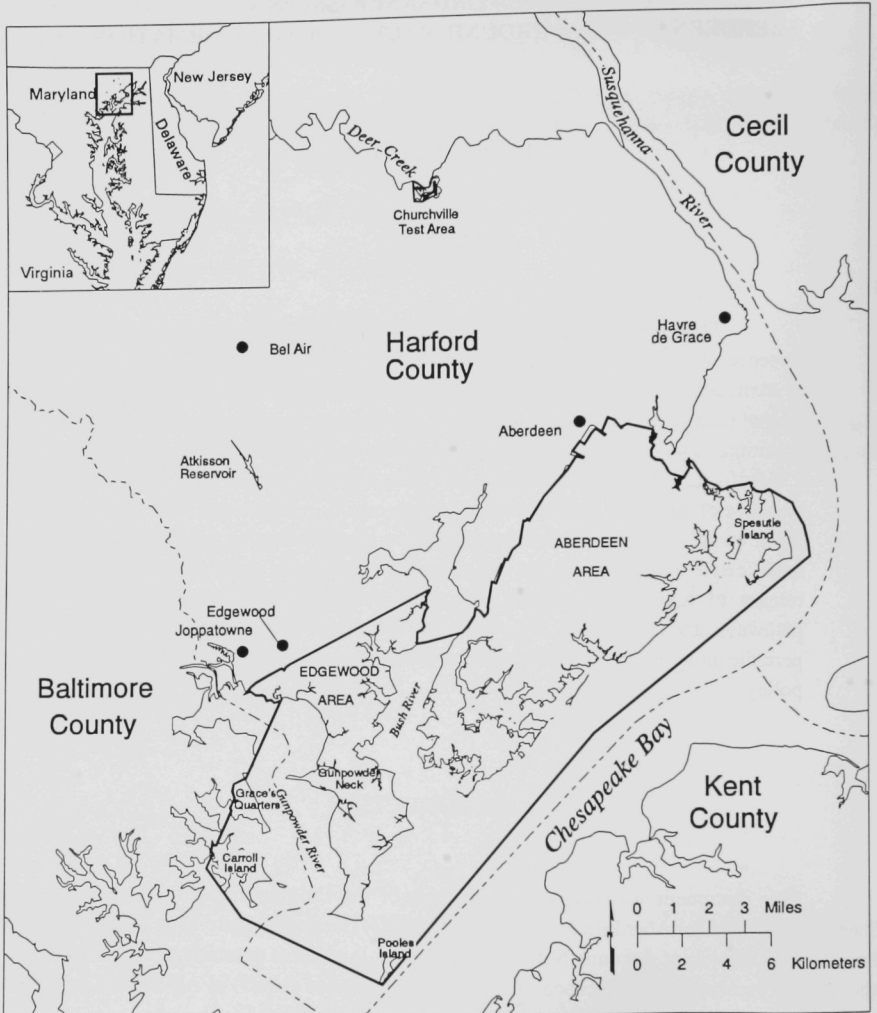 Maryland
New Jersey
Delaware
Virginia
Susquehanna
River
Cecil
County
Deer Creek
Churchville
Test Area
Havre
de Grace
Bel Air
Harford
County
Aberdeen
Atkisson
Reservoir
ABERDEEN
AREA
Spesutie
Island
Edgewood
Joppatowne
EDGEWOOD
AREA
Bush River
Baltimore
County
Gunpowder
Neck
Grace's
Quarters
Gunpowder River
Carroll
Island
Chesapeake Bay
Kent
County
Pooles
Island
0 1 2 3 Miles
0 2 4 6 Kilometers